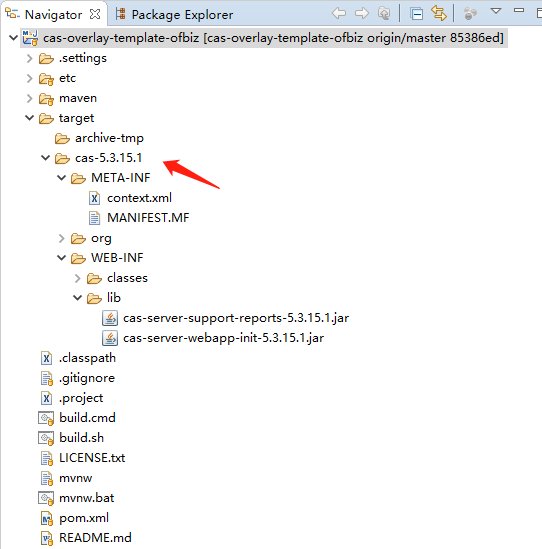 Navigator
Package Explorer
cas-overlay-template-ofbiz [cas-overlay-template-ofbiz origin/master 85386ed]
.settings
etc
maven
target
archive-tmp
cas-5.3.15.1
META-INF
context.xml
MANIFEST.MF
org
WEB-INF
classes
lib
cas-server-support-reports-5.3.15.1.jar
cas-server-webapp-init-5.3.15.1.jar
.classpath
.gitignore
.project
build.cmd
build.sh
LICENSE.txt
mvnw
mvnw.bat
pom.xml
README.md